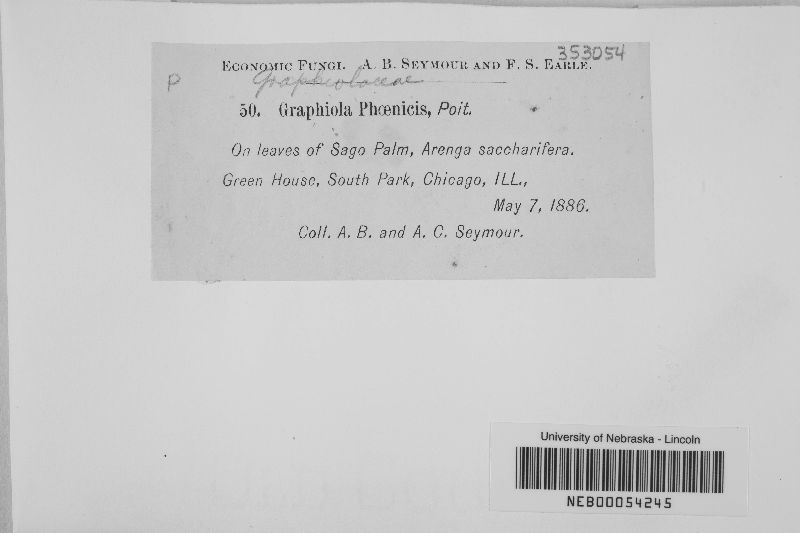 353054
ECONOMIC FUNGI. A. B. SEYMOUR AND F. S. EARLE.
P
Graphiolaceae
50. Graphiola Phœnicis, Poit.
On leaves of Sago Palm, Arenga saccharifera.
Green House, South Park, Chicago, ILL.,
May 7, 1886.
Coll. A. B. and A. C. Seymour.
University of Nebraska - Lincoln
NEB00054245